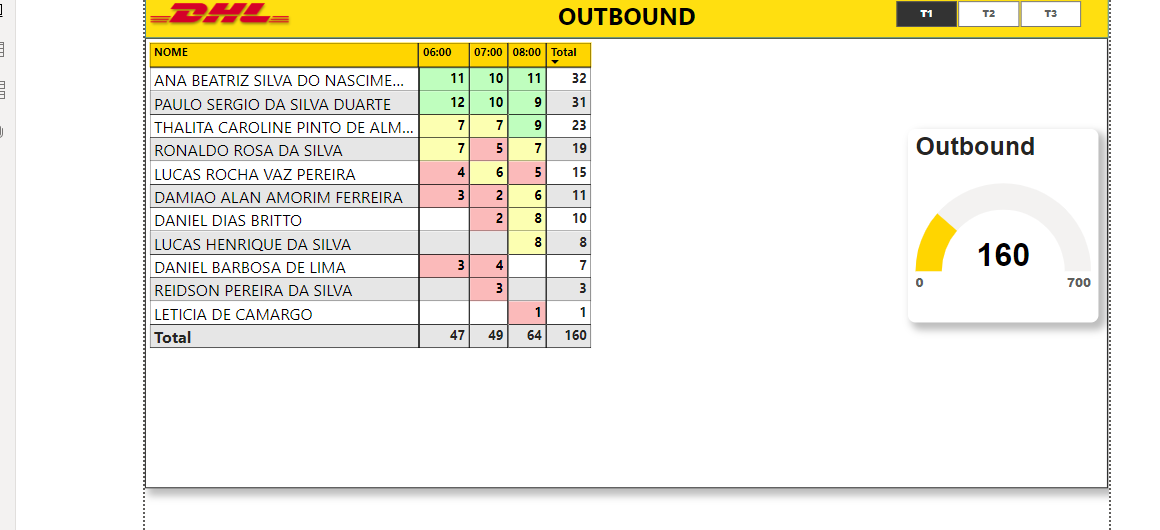 DHL
OUTBOUND
T1 T2 T3
NOME 06:00 07:00 08:00 Total
ANA BEATRIZ SILVA DO NASCIME... 11 10 11 32
PAULO SERGIO DA SILVA DUARTE 12 10 9 31
THALITA CAROLINE PINTO DE ALM... 7 7 9 23
RONALDO ROSA DA SILVA 7 5 7 19
LUCAS ROCHA VAZ PEREIRA 4 6 5 15
DAMIAO ALAN AMORIM FERREIRA 3 2 6 11
DANIEL DIAS BRITTO 2 8 10
LUCAS HENRIQUE DA SILVA 8 8
DANIEL BARBOSA DE LIMA 3 4 7
REIDSON PEREIRA DA SILVA 3 3
LETICIA DE CAMARGO 1 1
Total 47 49 64 160
Outbound
160
0 700